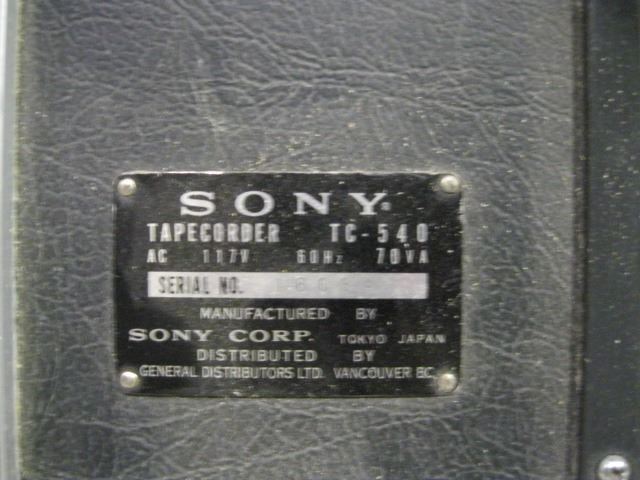 SONY®
TAPECORDER TC-540
AC 117V 60Hz 70VA
SERIAL NO.
MANUFACTURED BY
SONY CORP. TOKYO JAPAN
DISTRIBUTED BY
GENERAL DISTRIBUTORS LTD. VANCOUVER B.C.